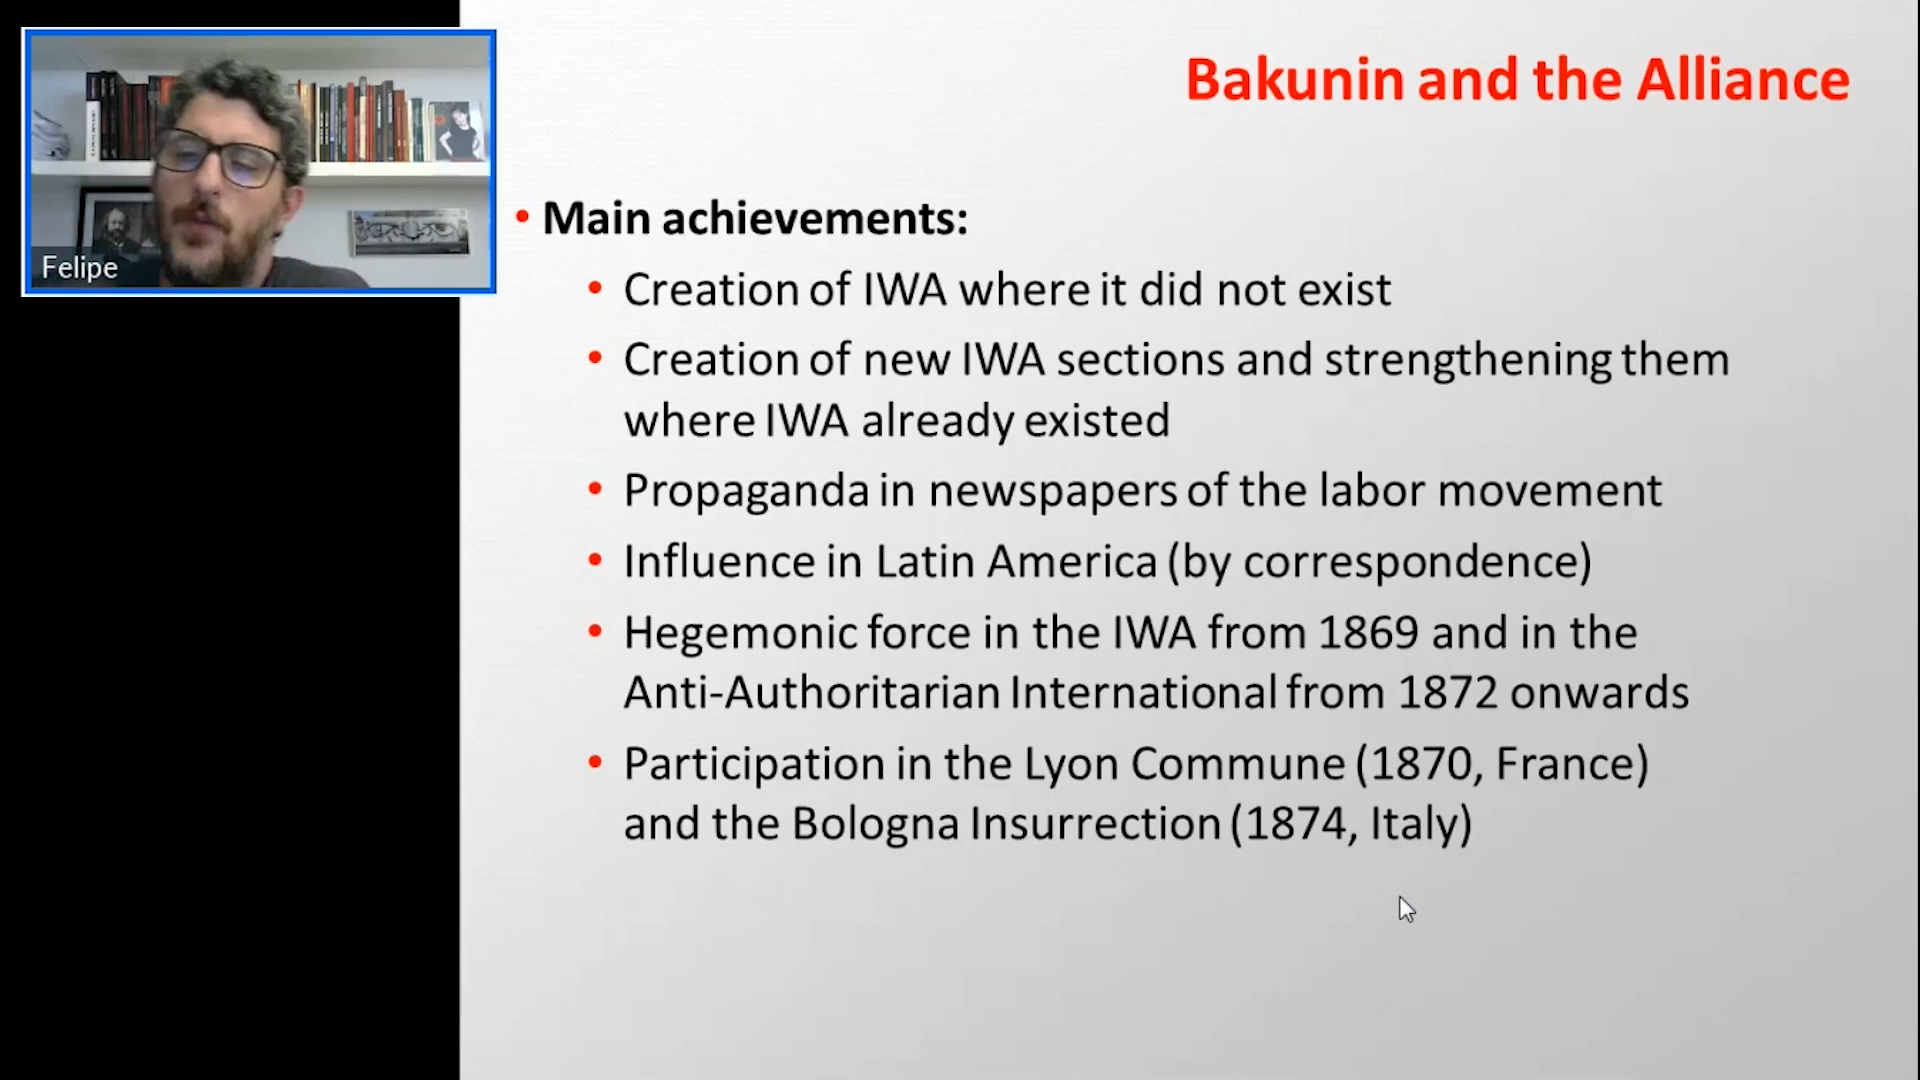 Bakunin and the Alliance
Felipe
• Main achievements:
• Creation of IWA where it did not exist
• Creation of new IWA sections and strengthening them
where IWA already existed
• Propaganda in newspapers of the labor movement
• Influence in Latin America (by correspondence)
• Hegemonic force in the IWA from 1869 and in the
Anti-Authoritarian International from 1872 onwards
• Participation in the Lyon Commune (1870, France)
and the Bologna Insurrection (1874, Italy)